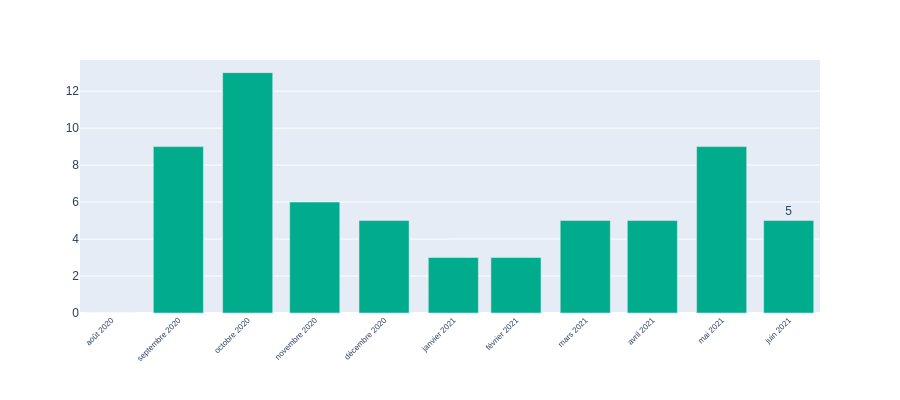 12
10
8
6
4
2
0
5
août 2020
septembre 2020
octobre 2020
novembre 2020
décembre 2020
janvier 2021
février 2021
mars 2021
avril 2021
mai 2021
juin 2021